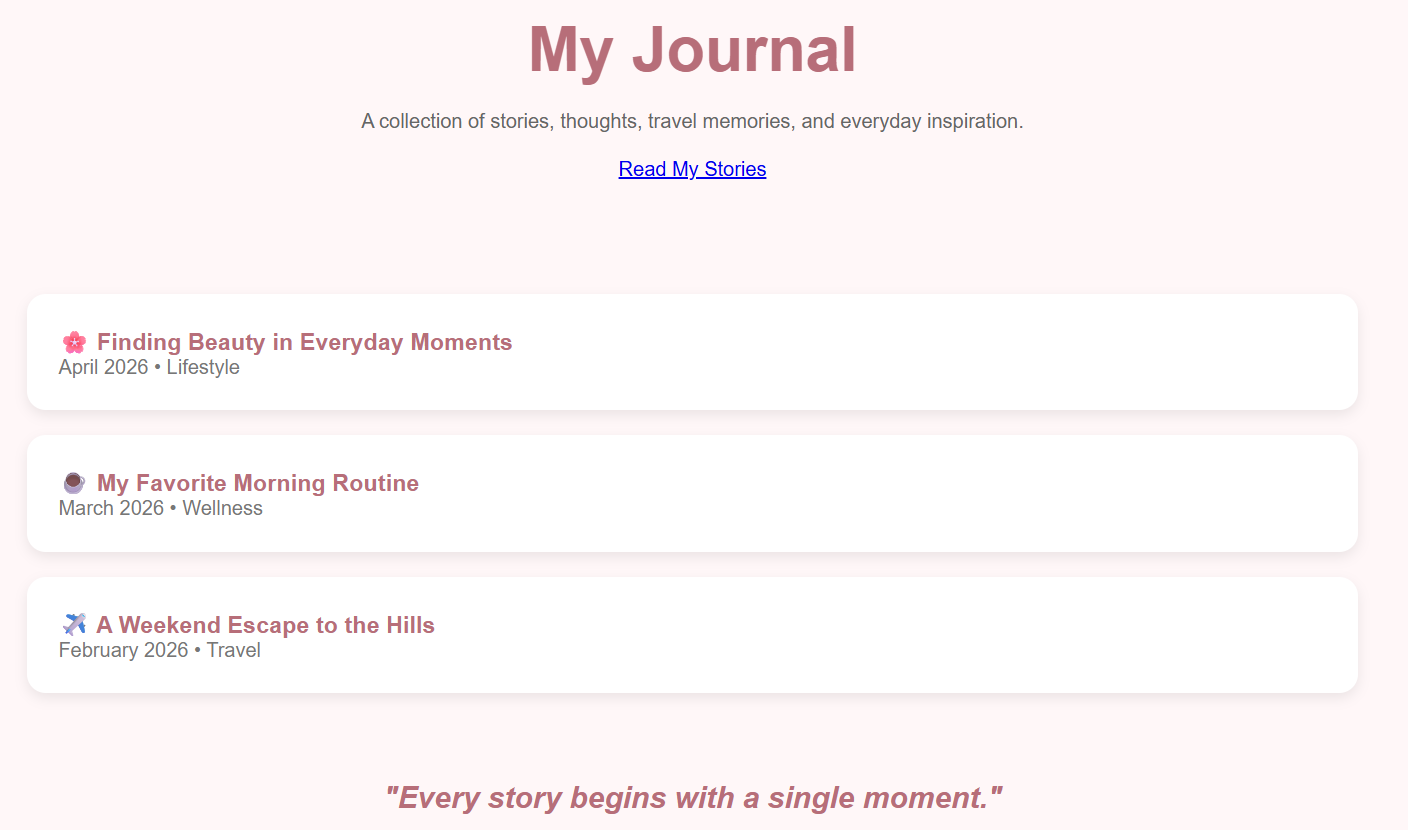 My Journal
A collection of stories, thoughts, travel memories, and everyday inspiration.
Read My Stories
🌸 Finding Beauty in Everyday Moments
April 2026 • Lifestyle
☕ My Favorite Morning Routine
March 2026 • Wellness
✈️ A Weekend Escape to the Hills
February 2026 • Travel
"Every story begins with a single moment."